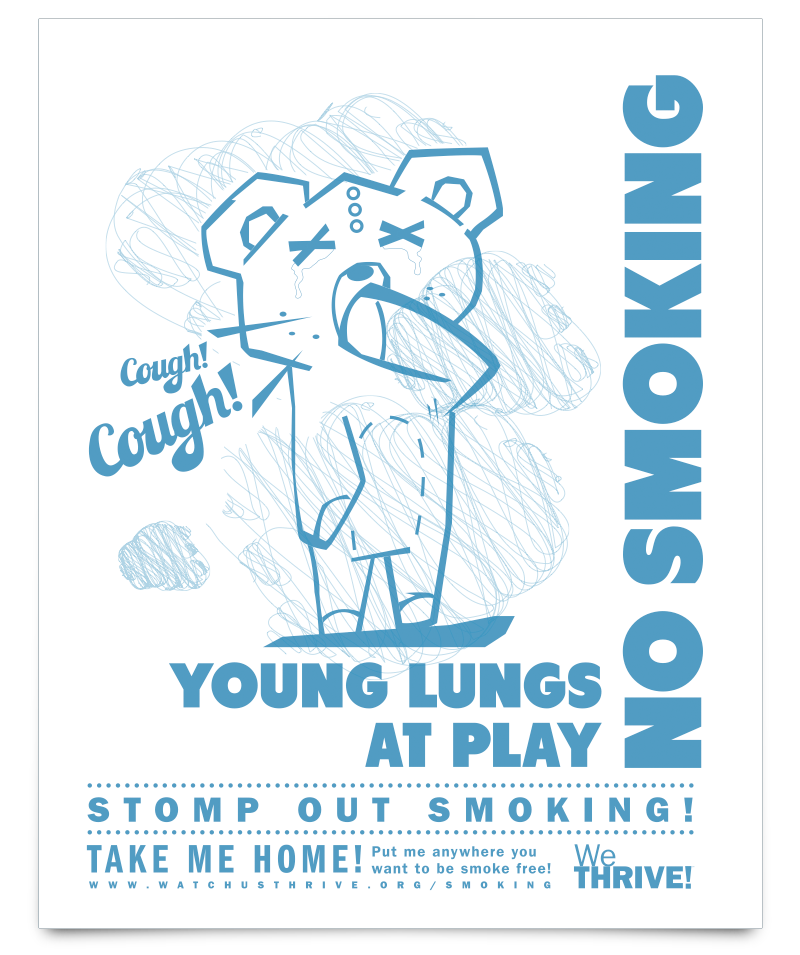 Cough!
Cough!
NO SMOKING
YOUNG LUNGS
AT PLAY
STOMP OUT SMOKING!
TAKE ME HOME!
Put me anywhere you
want to be smoke free!
WWW.WATCHUSTHRIVE.ORG/SMOKING
We
THRIVE!